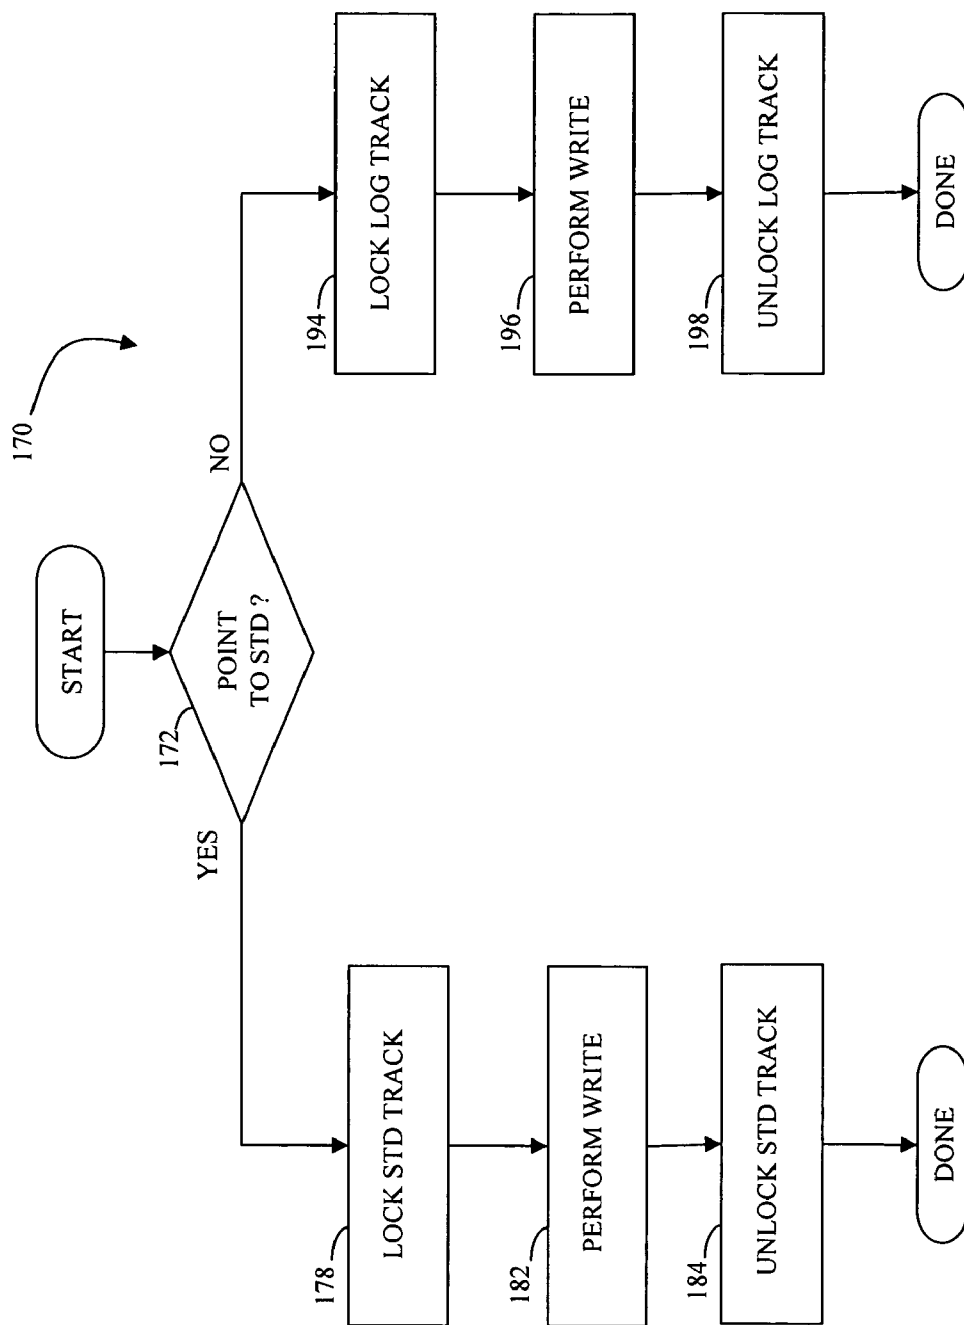 170
START
172
POINT
TO STD ?
YES
NO
178
LOCK STD TRACK
182
PERFORM WRITE
184
UNLOCK STD TRACK
DONE
194
LOCK LOG TRACK
196
PERFORM WRITE
198
UNLOCK LOG TRACK
DONE